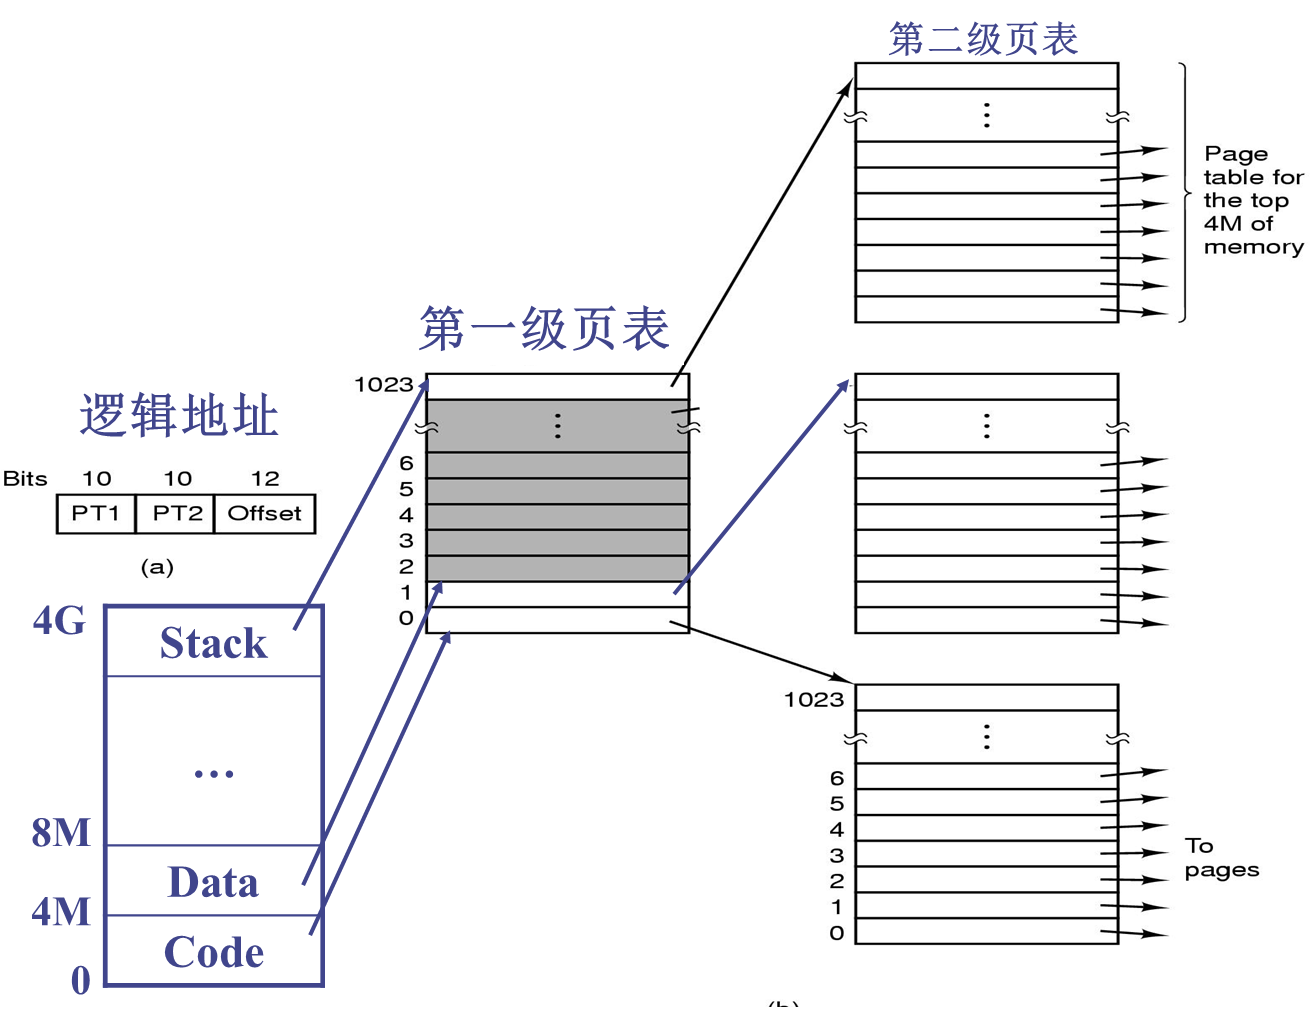 第二级页表
Page
table for
the top
4M of
memory
第一级页表
1023
6
5
4
3
2
1
0
逻辑地址
Bits 10 10 12
PT1 PT2 Offset
(a)
4G
Stack
...
8M
Data
4M
Code
0
1023
6
5
4
3
2
1
0
To
pages